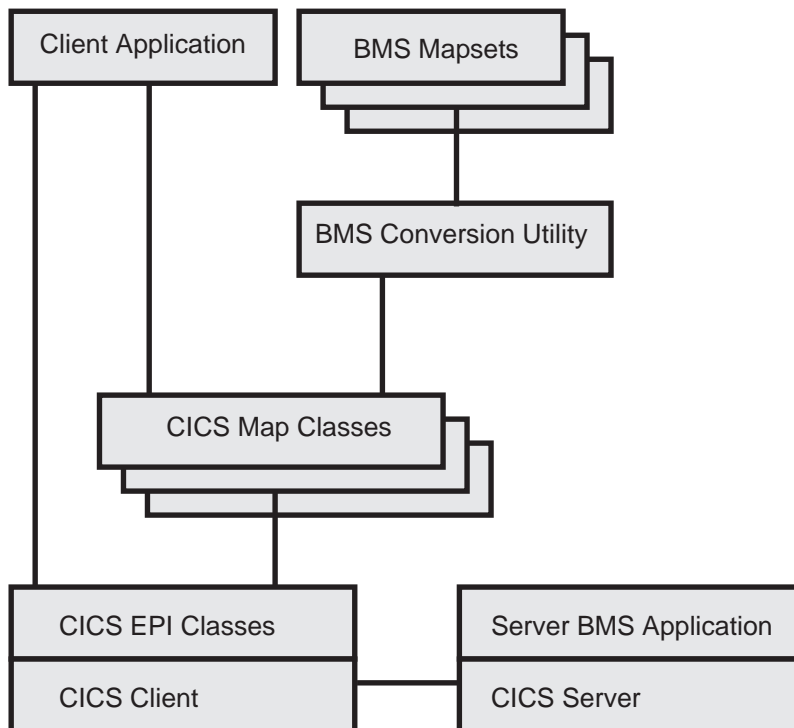 Client Application
BMS Mapsets
BMS Conversion Utility
CICS Map Classes
CICS EPI Classes
Server BMS Application
CICS Client
CICS Server